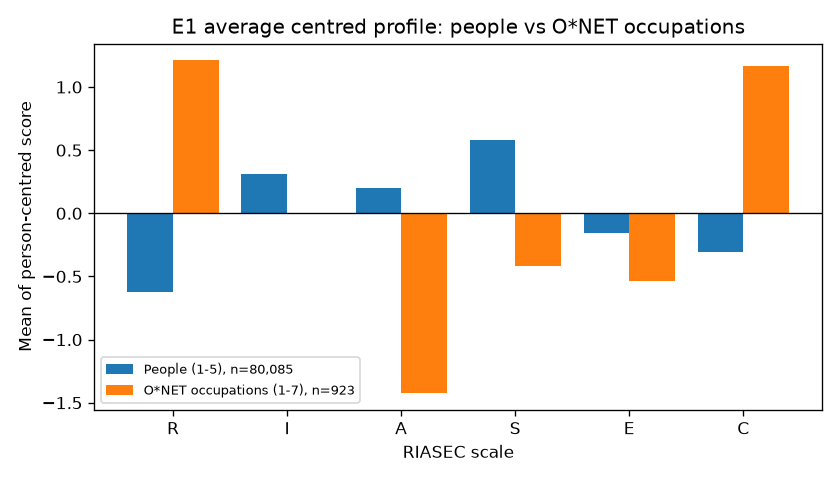 E1 average centred profile: people vs O*NET occupations
Mean of person-centred score
1.0
0.5
0.0
−0.5
−1.0
−1.5
People (1-5), n=80,085
O*NET occupations (1-7), n=923
R I A S E C
RIASEC scale